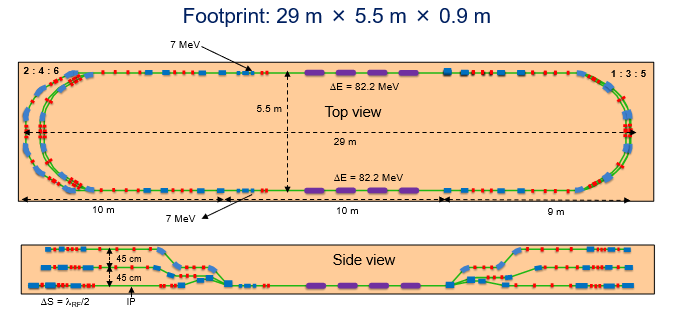 Footprint: 29 m × 5.5 m × 0.9 m
7 MeV
2 : 4 : 6
1 : 3 : 5
ΔE = 82.2 MeV
5.5 m
Top view
29 m
ΔE = 82.2 MeV
10 m
10 m
9 m
7 MeV
Side view
45 cm
45 cm
ΔS = λRF/2
IP